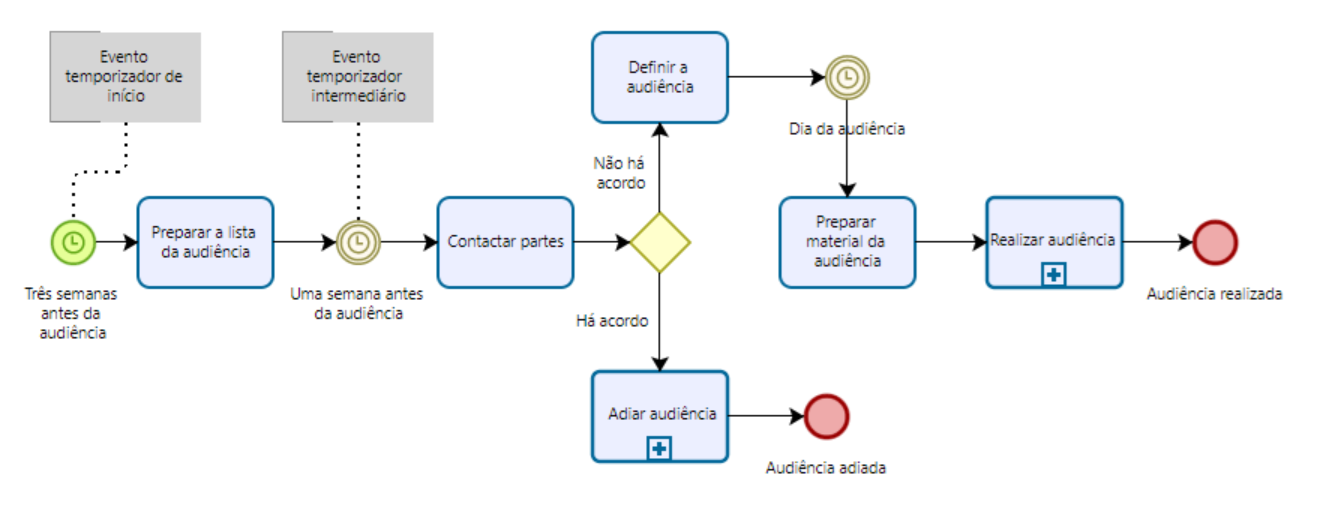 Evento
temporizador de
início
Evento
temporizador
intermediário
Definir a
audiência
Dia da audiência
Não há
acordo
Preparar a lista
da audiência
Contactar partes
Preparar
material da
audiência
Realizar audiência
Três semanas
antes da
audiência
Uma semana antes
da audiência
Audiência realizada
Há acordo
Adiar audiência
Audiência adiada